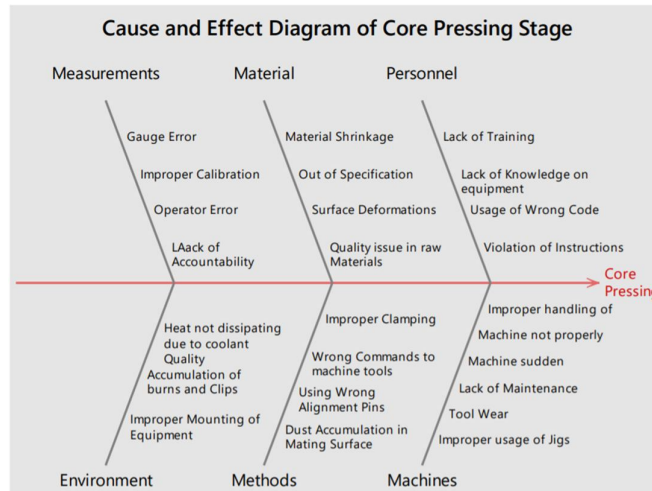 Cause and Effect Diagram of Core Pressing Stage
Measurements
Material
Personnel
Gauge Error
Improper Calibration
Operator Error
LAack of
Accountability
Material Shrinkage
Out of Specification
Surface Deformations
Quality issue in raw
Materials
Lack of Training
Lack of Knowledge on
equipment
Usage of Wrong Code
Violation of Instructions
Core
Pressing
Heat not dissipating
due to coolant
Quality
Accumulation of
burns and Clips
Improper Mounting of
Equipment
Improper Clamping
Wrong Commands to
machine tools
Using Wrong
Alignment Pins
Dust Accumulation in
Mating Surface
Improper handling of
Machine not properly
Machine sudden
Lack of Maintenance
Tool Wear
Improper usage of Jigs
Environment
Methods
Machines